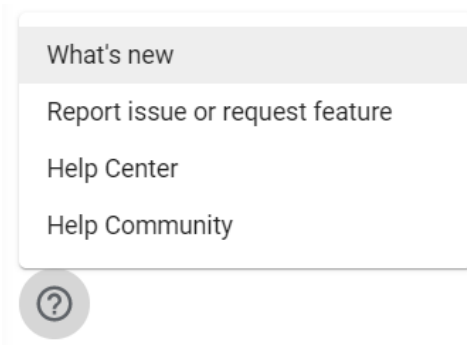 What's new
Report issue or request feature
Help Center
Help Community
?